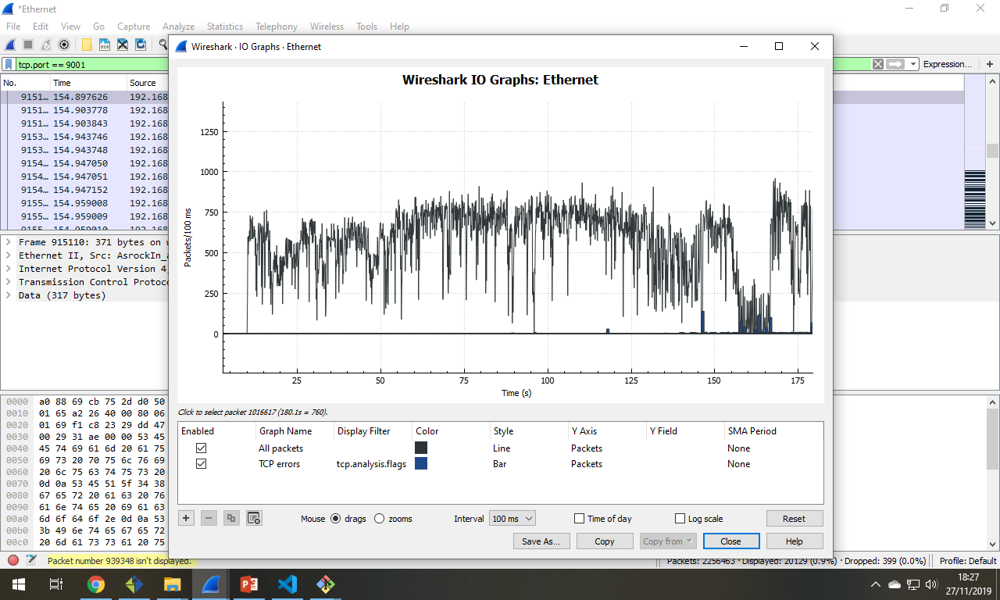 *Ethernet
File Edit View Go Capture Analyze Statistics Telephony Wireless Tools Help
tcp.port == 9001
Expression…
+
No. Time Source
9151… 154.897626 192.168
9151… 154.903778 192.168
9151… 154.903843 192.168
9153… 154.943746 192.168
9153… 154.943748 192.168
9154… 154.947050 192.168
9154… 154.947051 192.168
9154… 154.947152 192.168
9155… 154.959008 192.168
9155… 154.959009 192.168
9155… 154.959010 192.168
Frame 915110: 371 bytes on w
Ethernet II, Src: AsrockIn_a
Internet Protocol Version 4,
Transmission Control Protoco
Data (317 bytes)
0000 a0 88 69 cb 75 2d d0 50
0010 01 65 a2 26 40 00 80 06
0020 01 69 f1 c8 23 29 dd 47
0030 00 29 31 ae 00 00 53 45
0040 45 74 69 61 6d 20 61 75
0050 69 73 20 70 75 6c 76 69
0060 20 6c 75 63 74 75 73 20
0070 0d 0a 53 45 51 5f 34 38
0080 67 65 72 20 61 63 20 76
0090 61 6e 74 65 20 69 61 63
00a0 6d 6f 64 6f 2e 0d 0a 53
00b0 3b 49 6e 74 65 67 65 72
00c0 20 6d 61 73 73 61 20 75
Wireshark · IO Graphs · Ethernet
Wireshark IO Graphs: Ethernet
Packets/100 ms
1250
1000
750
500
250
0
25 50 75 100 125 150 175
Time (s)
Click to select packet 1016617 (180.1s = 760).
Enabled Graph Name Display Filter Color Style Y Axis Y Field SMA Period
All packets Line Packets None
TCP errors tcp.analysis.flags Bar Packets None
Mouse drags zooms Interval 100 ms Time of day Log scale Reset
Save As… Copy Copy from Close Help
Packet number 939348 isn't displayed.
Packets: 2256463 · Displayed: 20129 (0.9%) · Dropped: 399 (0.0%) Profile: Default
18:27
27/11/2019